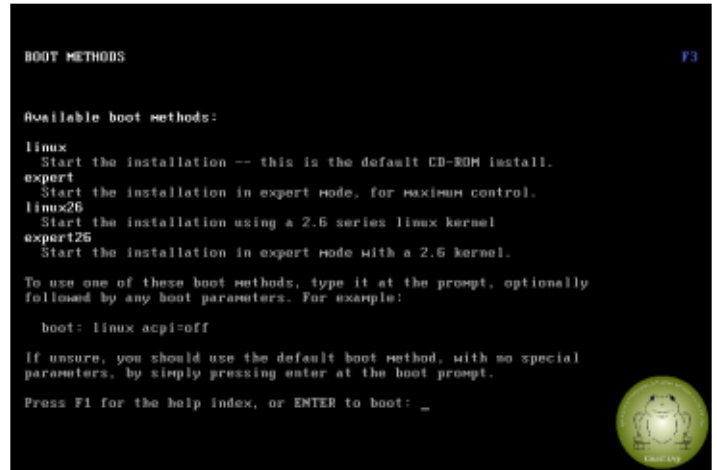 BOOT METHODS F3
Available boot methods:
linux
Start the installation -- this is the default CD-ROM install.
expert
Start the installation in expert mode, for maximum control.
linux26
Start the installation using a 2.6 series linux kernel
expert26
Start the installation in expert mode with a 2.6 kernel.
To use one of these boot methods, type it at the prompt, optionally
followed by any boot parameters. For example:
boot: linux acpi=off
If unsure, you should use the default boot method, with no special
parameters, by simply pressing enter at the boot prompt.
Press F1 for the help index, or ENTER to boot: _